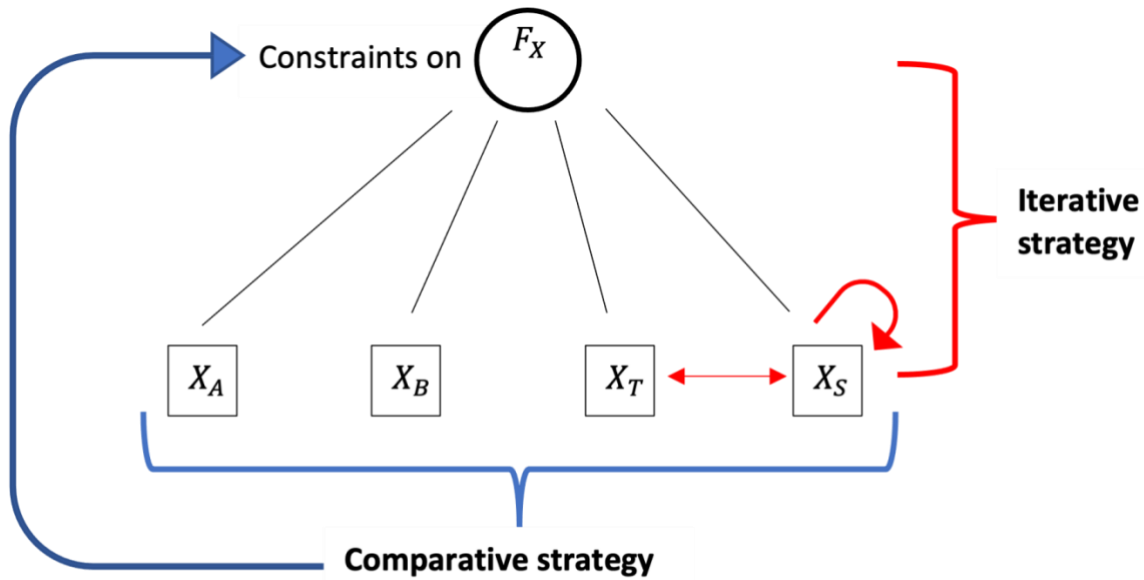 Constraints on
F_X
Iterative
strategy
X_A
X_B
X_T
X_S
Comparative strategy